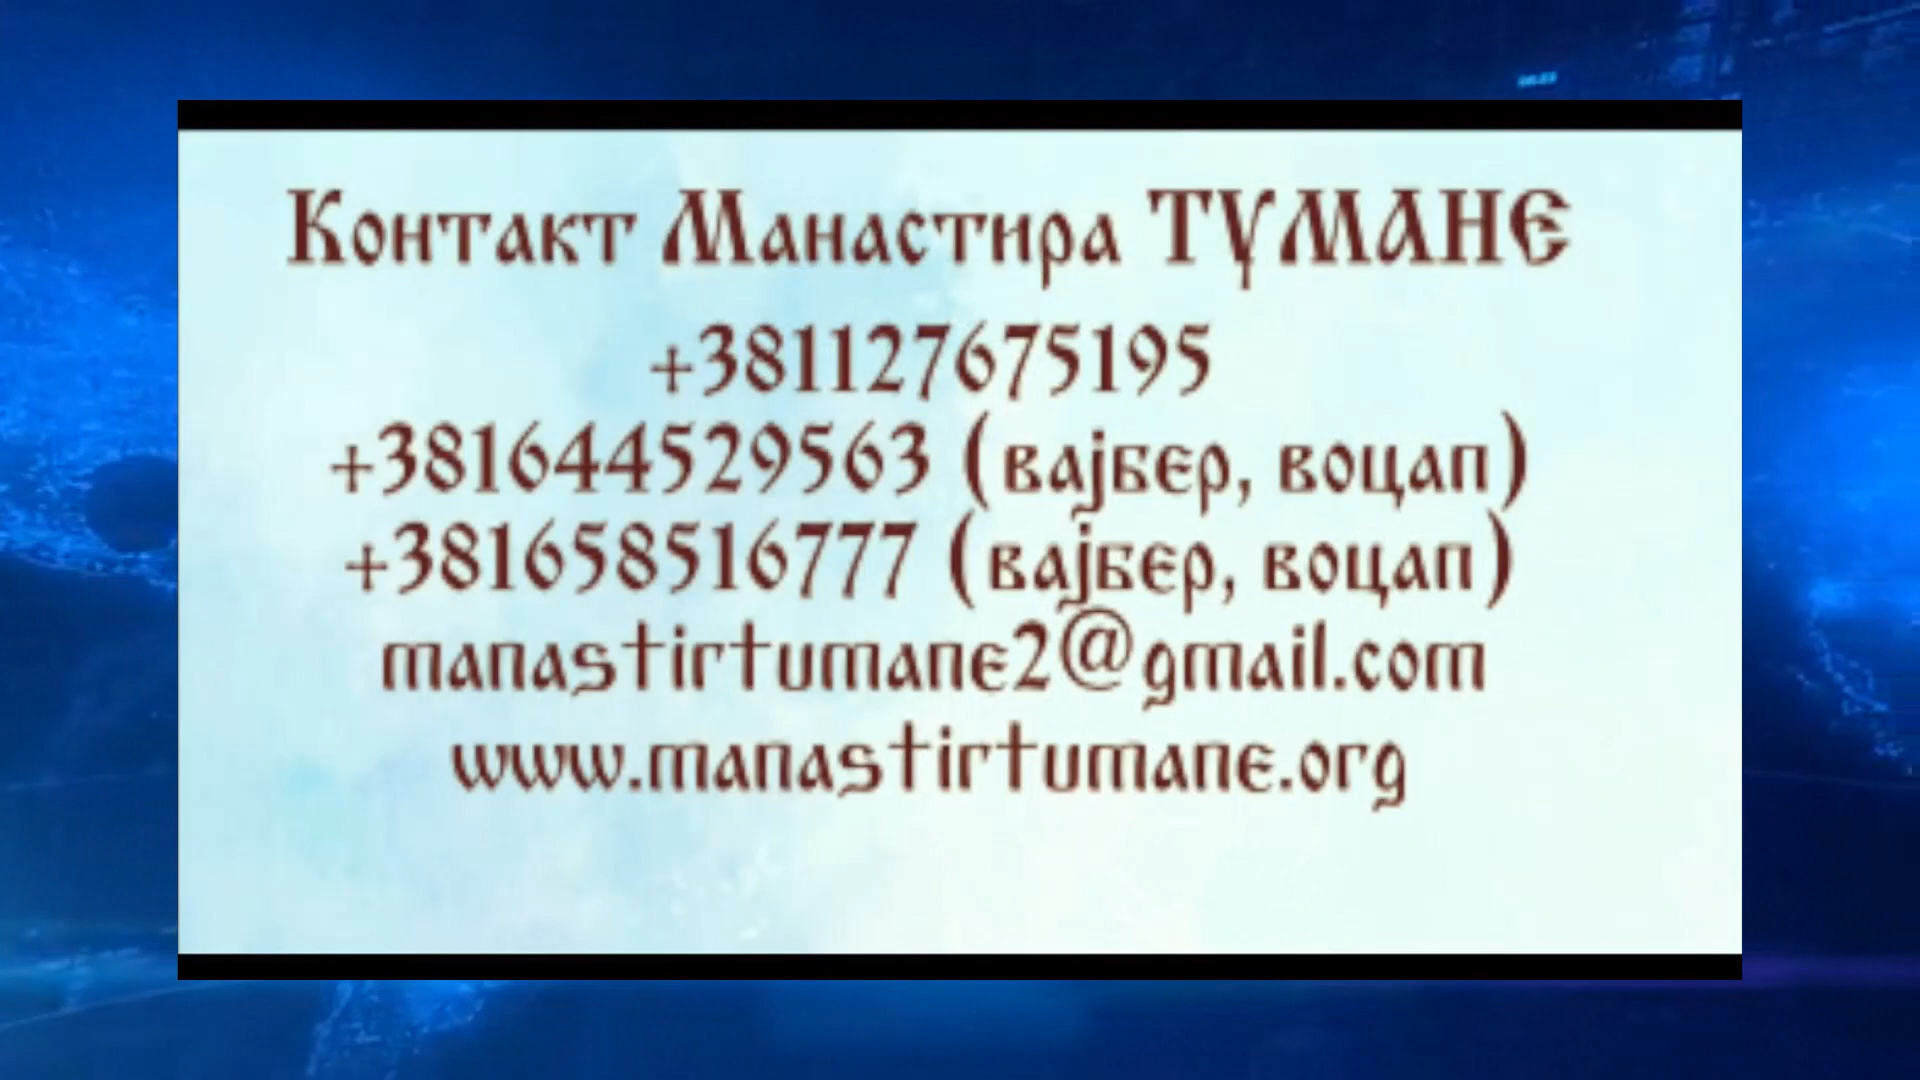 Контакт Манастира ТУМАНЕ
+381127675195
+381644529563 (вајбер, воцап)
+381658516777 (вајбер, воцап)
manastirtumane2@gmail.com
www.manastirtumane.org